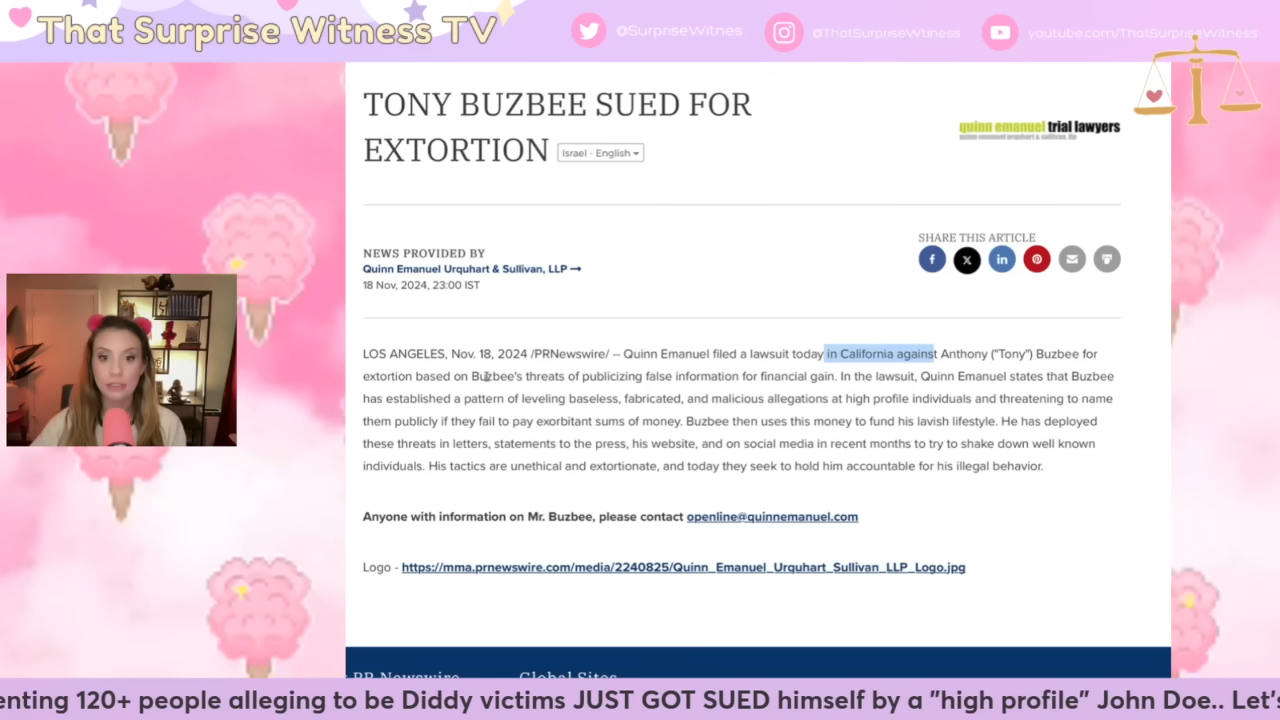 That Surprise Witness TV
@SurpriseWitnes
@ThatSurpriseWtiness
youtube.com/ThatSurpriseWitness
TONY BUZBEE SUED FOR
EXTORTION Israel - English
quinn emanuel trial lawyers
quinn emanuel urquhart & sullivan, llp
NEWS PROVIDED BY
Quinn Emanuel Urquhart & Sullivan, LLP →
18 Nov, 2024, 23:00 IST
SHARE THIS ARTICLE
LOS ANGELES, Nov. 18, 2024 /PRNewswire/ -- Quinn Emanuel filed a lawsuit today in California against Anthony ("Tony") Buzbee for
extortion based on Buzbee's threats of publicizing false information for financial gain. In the lawsuit, Quinn Emanuel states that Buzbee
has established a pattern of leveling baseless, fabricated, and malicious allegations at high profile individuals and threatening to name
them publicly if they fail to pay exorbitant sums of money. Buzbee then uses this money to fund his lavish lifestyle. He has deployed
these threats in letters, statements to the press, his website, and on social media in recent months to try to shake down well known
individuals. His tactics are unethical and extortionate, and today they seek to hold him accountable for his illegal behavior.
Anyone with information on Mr. Buzbee, please contact openline@quinnemanuel.com
Logo - https://mma.prnewswire.com/media/2240825/Quinn_Emanuel_Urquhart_Sullivan_LLP_Logo.jpg
PR Newswire
Global Sites
enting 120+ people alleging to be Diddy victims JUST GOT SUED himself by a "high profile" John Doe.. Let's